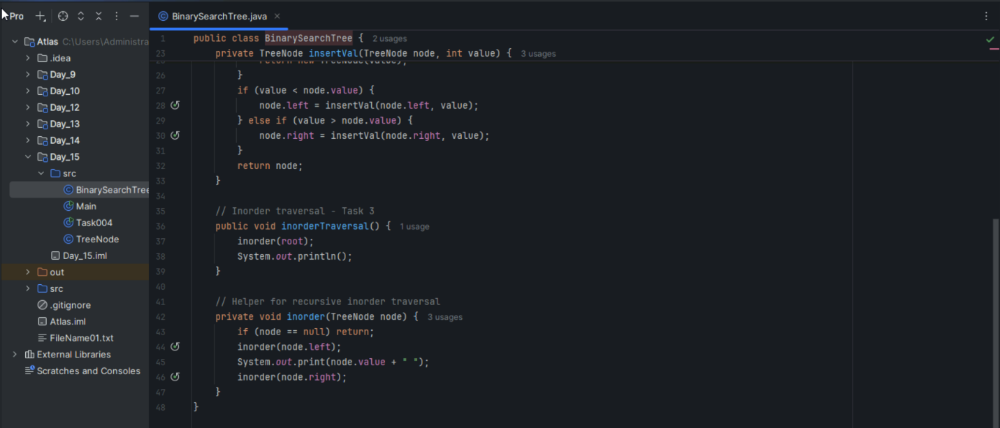 Pro
Atlas C:\Users\Administra
.idea
Day_9
Day_10
Day_12
Day_13
Day_14
Day_15
src
BinarySearchTree
Main
Task004
TreeNode
Day_15.iml
out
src
.gitignore
Atlas.iml
FileName01.txt
External Libraries
Scratches and Consoles
BinarySearchTree.java
1 public class BinarySearchTree { 2 usages
23 private TreeNode insertVal(TreeNode node, int value) { 3 usages
return new TreeNode(value);
26 }
27 if (value < node.value) {
28 node.left = insertVal(node.left, value);
29 } else if (value > node.value) {
30 node.right = insertVal(node.right, value);
31 }
32 return node;
33 }
34
35 // Inorder traversal - Task 3
36 public void inorderTraversal() { 1 usage
37 inorder(root);
38 System.out.println();
39 }
40
41 // Helper for recursive inorder traversal
42 private void inorder(TreeNode node) { 3 usages
43 if (node == null) return;
44 inorder(node.left);
45 System.out.print(node.value + " ");
46 inorder(node.right);
47 }
48 }